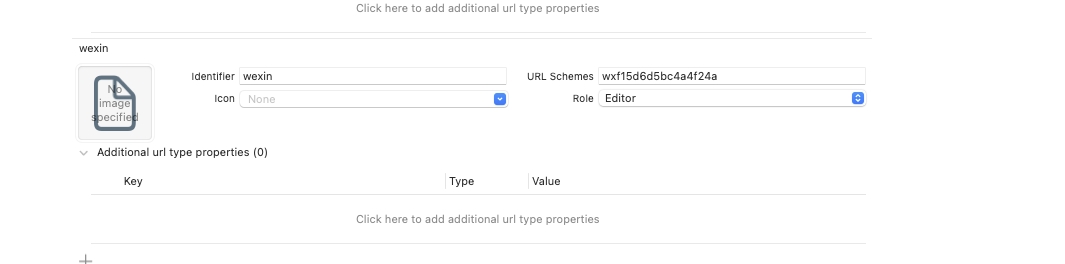 Click here to add additional url type properties
wexin
Identifier wexin URL Schemes wxf15d6d5bc4a4f24a
No image specified
Icon None Role Editor
Additional url type properties (0)
Key Type Value
Click here to add additional url type properties